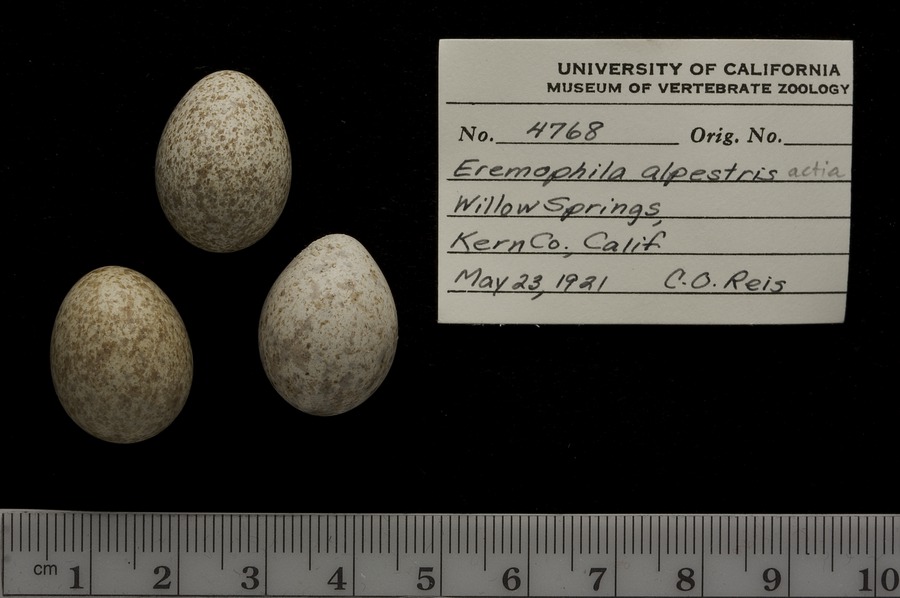 UNIVERSITY OF CALIFORNIA
MUSEUM OF VERTEBRATE ZOOLOGY
No. 4768 Orig. No.
Eremophila alpestris actia
Willow Springs,
Kern Co., Calif
May 23, 1921 C.O. Reis
cm 1 2 3 4 5 6 7 8 9 10